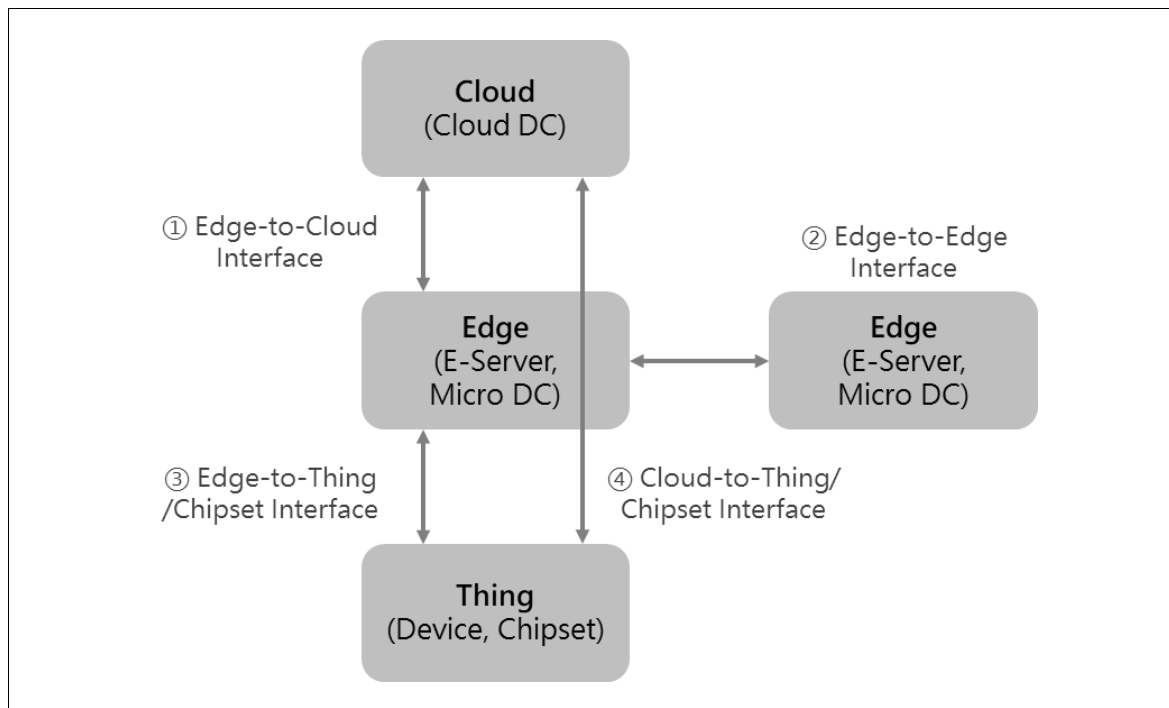 Cloud
(Cloud DC)
① Edge-to-Cloud
Interface
② Edge-to-Edge
Interface
Edge
(E-Server,
Micro DC)
Edge
(E-Server,
Micro DC)
③ Edge-to-Thing
/Chipset Interface
④ Cloud-to-Thing/
Chipset Interface
Thing
(Device, Chipset)